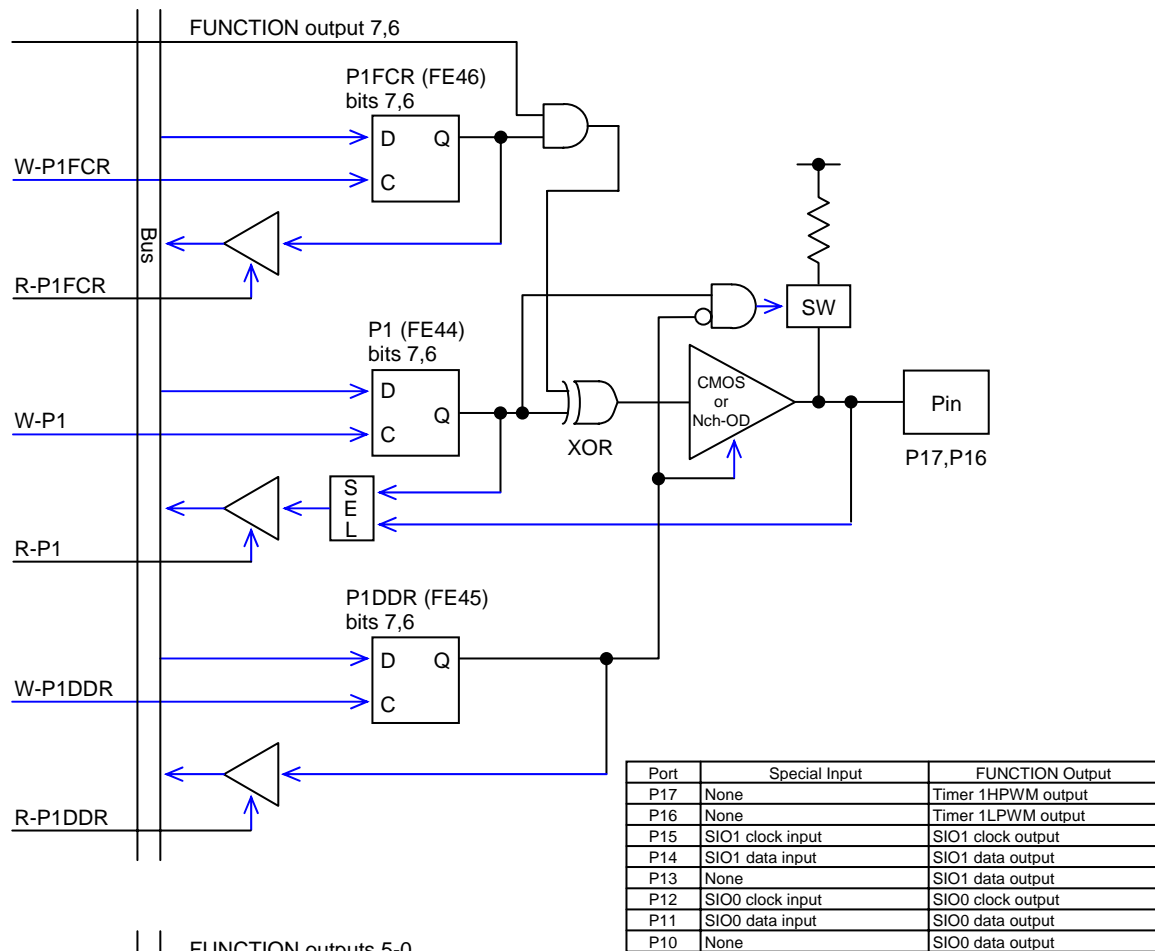 FUNCTION output 7,6
P1FCR (FE46)
bits 7,6
D Q
W-P1FCR
C
Bus
R-P1FCR
SW
P1 (FE44)
bits 7,6
D
Q
W-P1
C
XOR
CMOS
or
Nch-OD
Pin
P17,P16
SEL
R-P1
P1DDR (FE45)
bits 7,6
D Q
W-P1DDR
C
R-P1DDR
Port Special Input FUNCTION Output
P17 None Timer 1HPWM output
P16 None Timer 1LPWM output
P15 SIO1 clock input SIO1 clock output
P14 SIO1 data input SIO1 data output
P13 None SIO1 data output
P12 SIO0 clock input SIO0 clock output
P11 SIO0 data input SIO0 data output
P10 None SIO0 data output
FUNCTION outputs 5-0